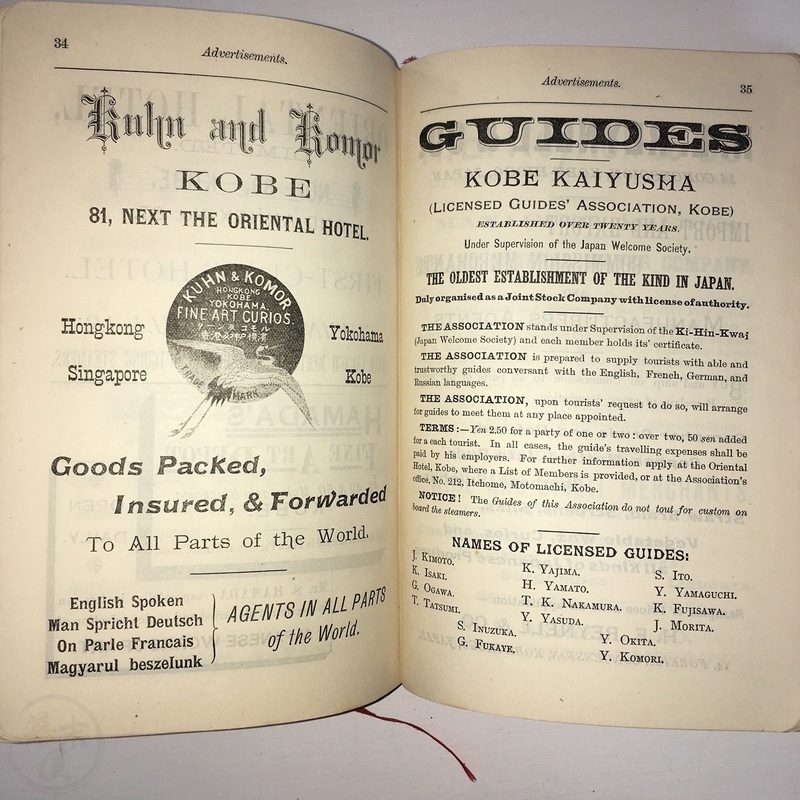 34
Advertisements.
Kuhn and Komor
KOBE
81, NEXT THE ORIENTAL HOTEL.
KUHN & KOMOR
HONGKONG
KOBE
YOKOHAMA
FINE ART CURIOS.
TRADE MARK
Hongkong
Yokohama
Singapore
Kobe
Goods Packed,
Insured, & Forwarded
To All Parts of the World.
English Spoken
Man Spricht Deutsch
On Parle Francais
Magyarul beszelunk
AGENTS IN ALL PARTS
of the World.
Advertisements.
35
GUIDES
KOBE KAIYUSHA
(LICENSED GUIDES' ASSOCIATION, KOBE)
ESTABLISHED OVER TWENTY YEARS.
Under Supervision of the Japan Welcome Society.
THE OLDEST ESTABLISHMENT OF THE KIND IN JAPAN.
Duly organised as a Joint Stock Company with license of authority.
THE ASSOCIATION stands under Supervision of the Ki-Hin-Kwai
(Japan Welcome Society) and each member holds its' certificate.
THE ASSOCIATION is prepared to supply tourists with able and
trustworthy guides conversant with the English, French, German, and
Russian languages.
THE ASSOCIATION, upon tourists' request to do so, will arrange
for guides to meet them at any place appointed.
TERMS:—Yen 2.50 for a party of one or two: over two, 50 sen added
for a each tourist. In all cases, the guide's travelling expenses shall be
paid by his employers. For further information apply at the Oriental
Hotel, Kobe, where a List of Members is provided, or at the Association's
office, No. 212, Itchome, Motomachi, Kobe.
NOTICE! The Guides of this Association do not tout for custom on
board the steamers.
NAMES OF LICENSED GUIDES:
J. KIMOTO.
K. YAJIMA.
S. ITO.
K. ISAKI.
H. YAMATO.
Y. YAMAGUCHI.
G. OGAWA.
T. K. NAKAMURA.
K. FUJISAWA.
T. TATSUMI.
Y. YASUDA.
J. MORITA.
S. INUZUKA.
Y. OKITA.
G. FUKAYE.
Y. KOMORI.